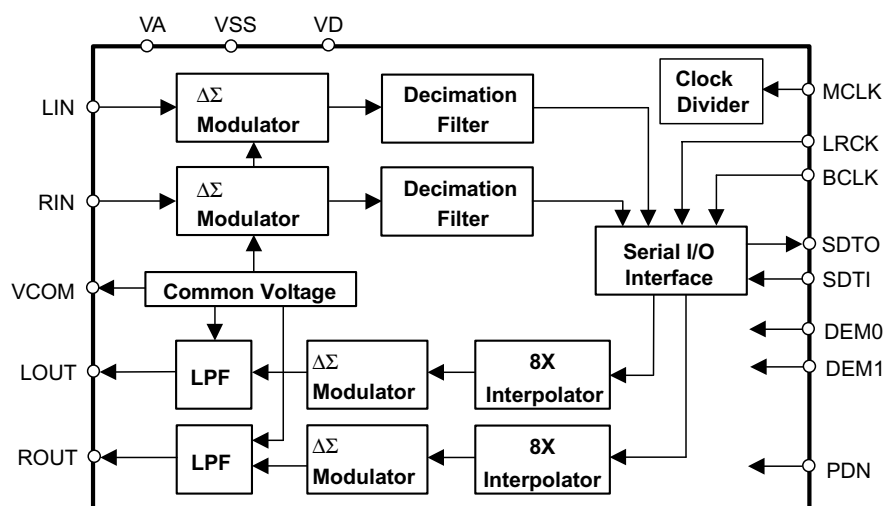 VA VSS VD
LIN
ΔΣ
Modulator
Decimation
Filter
Clock
Divider
MCLK
LRCK
BCLK
RIN
ΔΣ
Modulator
Decimation
Filter
Serial I/O
Interface
SDTO
SDTI
VCOM
Common Voltage
DEM0
DEM1
LOUT
LPF
ΔΣ
Modulator
8X
Interpolator
ROUT
LPF
ΔΣ
Modulator
8X
Interpolator
PDN